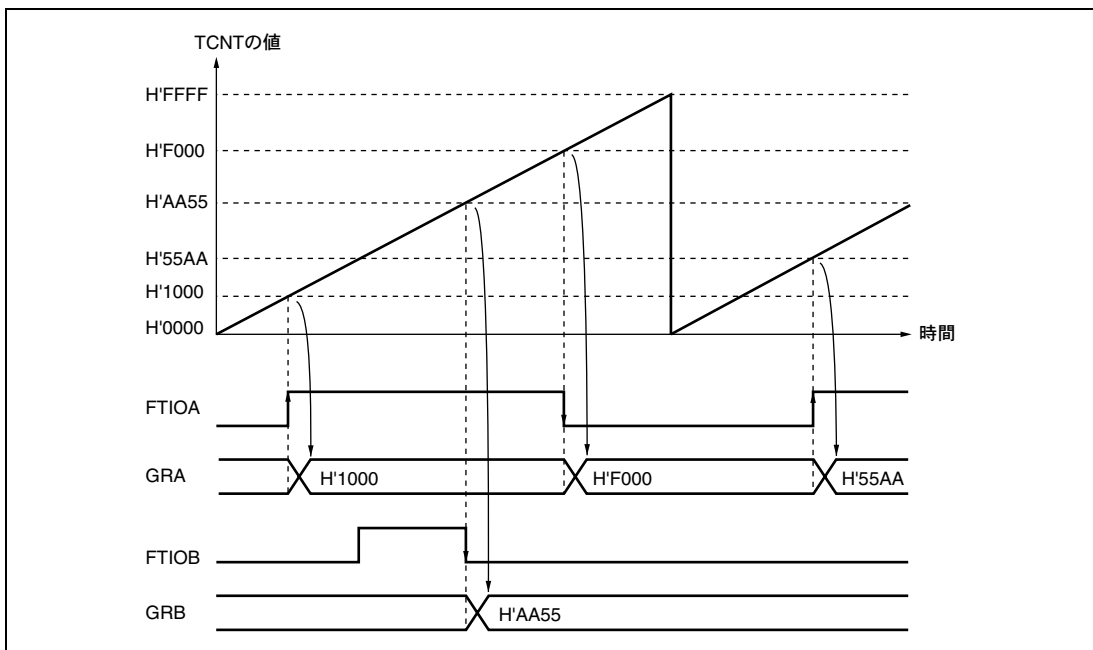 TCNTの値
H'FFFF
H'F000
H'AA55
H'55AA
H'1000
H'0000
時間
FTIOA
GRA
H'1000
H'F000
H'55AA
FTIOB
GRB
H'AA55